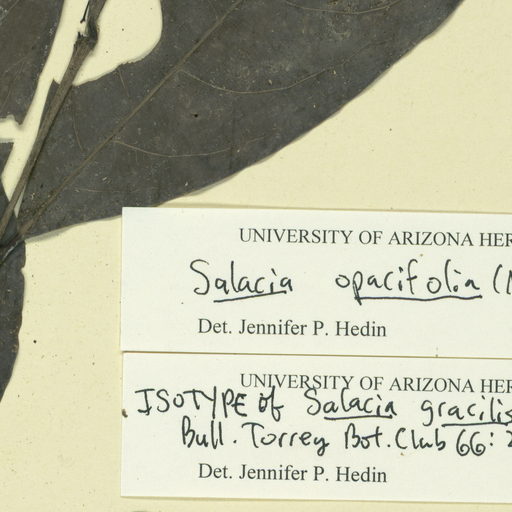 UNIVERSITY OF ARIZONA HER
Salacia opacifolia (
Det. Jennifer P. Hedin
UNIVERSITY OF ARIZONA HER
ISOTYPE of Salacia gracilis
Bull. Torrey Bot. Club 66:
Det. Jennifer P. Hedin